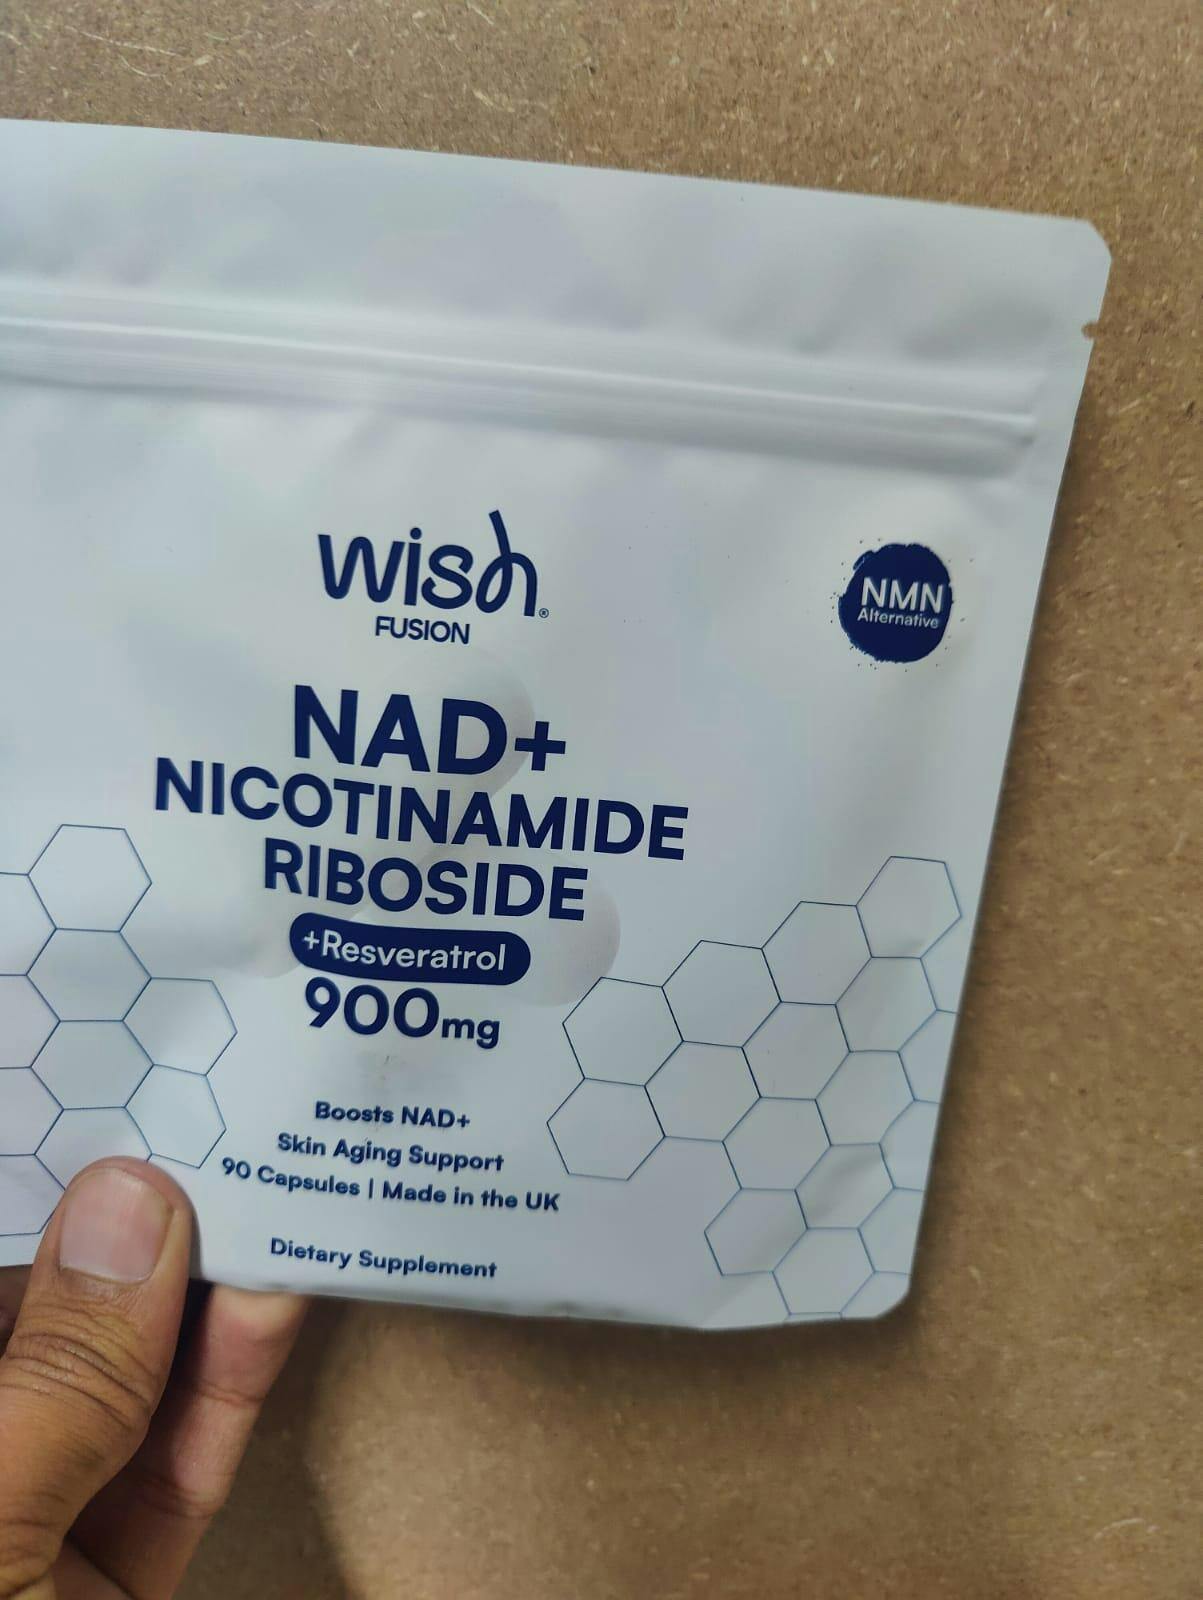 wish®
FUSION
NMN
Alternative
NAD+
NICOTINAMIDE
RIBOSIDE
+Resveratrol
900mg
Boosts NAD+
Skin Aging Support
90 Capsules | Made in the UK
Dietary Supplement